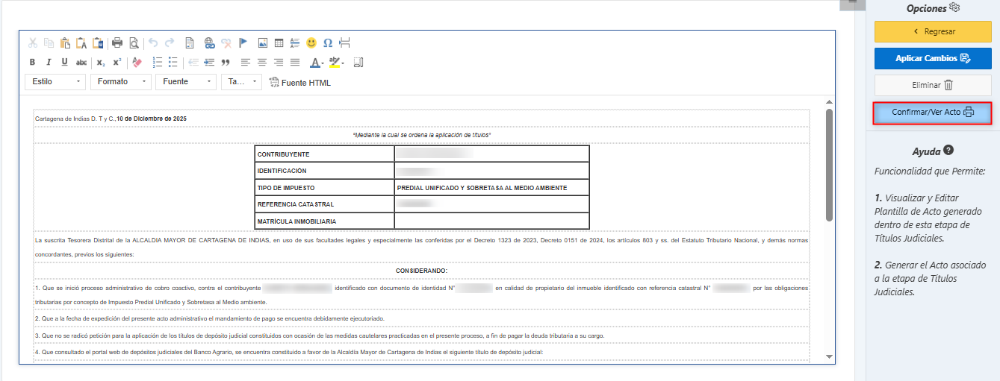 Opciones
Regresar
Aplicar Cambios
Eliminar
Confirmar/Ver Acto
Ayuda
Funcionalidad que Permite:
1. Visualizar y Editar
Plantilla de Acto generado
dentro de esta etapa de
Títulos Judiciales.
2. Generar el Acto asociado
a la etapa de Títulos
Judiciales.
B I U abc x₂ x²
Estilo Formato Fuente Ta... Fuente HTML
Cartagena de Indias D. T y C.,10 de Diciembre de 2025
"Mediante la cual se ordena la aplicación de títulos"
CONTRIBUYENTE
IDENTIFICACIÓN
TIPO DE IMPUESTO PREDIAL UNIFICADO Y SOBRETASA AL MEDIO AMBIENTE
REFERENCIA CATASTRAL
MATRÍCULA INMOBILIARIA
La suscrita Tesorera Distrital de la ALCALDIA MAYOR DE CARTAGENA DE INDIAS, en uso de sus facultades legales y especialmente las conferidas por el Decreto 1323 de 2023, Decreto 0151 de 2024, los artículos 803 y ss. del Estatuto Tributario Nacional, y demás normas
concordantes, previos los siguientes:
CONSIDERANDO:
1. Que se inició proceso administrativo de cobro coactivo, contra el contribuyente identificado con documento de identidad N° en calidad de propietario del inmueble identificado con referencia catastral N° por las obligaciones
tributarias por concepto de Impuesto Predial Unificado y Sobretasa al Medio ambiente.
2. Que a la fecha de expedición del presente acto administrativo el mandamiento de pago se encuentra debidamente ejecutoriado.
3. Que no se radicó petición para la aplicación de los títulos de depósito judicial constituidos con ocasión de las medidas cautelares practicadas en el presente proceso, a fin de pagar la deuda tributaria a su cargo.
4. Que consultado el portal web de depósitos judiciales del Banco Agrario, se encuentra constituido a favor de la Alcaldía Mayor de Cartagena de Indias el siguiente título de depósito judicial: